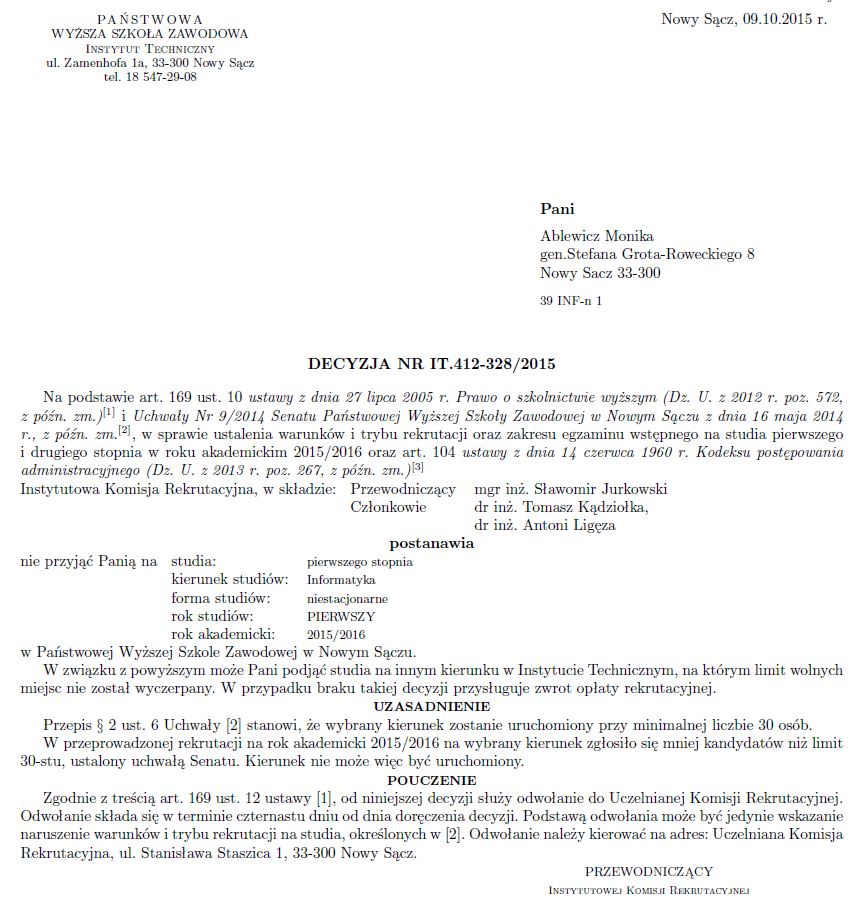 PAŃSTWOWA
WYŻSZA SZKOŁA ZAWODOWA
Instytut Techniczny
ul. Zamenhofa 1a, 33-300 Nowy Sącz
tel. 18 547-29-08
Nowy Sącz, 09.10.2015 r.
Pani
Ablewicz Monika
gen.Stefana Grota-Roweckiego 8
Nowy Sacz 33-300
39 INF-n 1
DECYZJA NR IT.412-328/2015
Na podstawie art. 169 ust. 10 ustawy z dnia 27 lipca 2005 r. Prawo o szkolnictwie wyższym (Dz. U. z 2012 r. poz. 572,
z późn. zm.)[1] i Uchwały Nr 9/2014 Senatu Państwowej Wyższej Szkoły Zawodowej w Nowym Sączu z dnia 16 maja 2014
r., z późn. zm.[2], w sprawie ustalenia warunków i trybu rekrutacji oraz zakresu egzaminu wstępnego na studia pierwszego
i drugiego stopnia w roku akademickim 2015/2016 oraz art. 104 ustawy z dnia 14 czerwca 1960 r. Kodeksu postępowania
administracyjnego (Dz. U. z 2013 r. poz. 267, z późn. zm.)[3]
Instytutowa Komisja Rekrutacyjna, w składzie: Przewodniczący mgr inż. Sławomir Jurkowski
Członkowie dr inż. Tomasz Kądziołka,
dr inż. Antoni Ligęza
postanawia
nie przyjąć Panią na studia: pierwszego stopnia
kierunek studiów: Informatyka
forma studiów: niestacjonarne
rok studiów: PIERWSZY
rok akademicki: 2015/2016
w Państwowej Wyższej Szkole Zawodowej w Nowym Sączu.
W związku z powyższym może Pani podjąć studia na innym kierunku w Instytucie Technicznym, na którym limit wolnych
miejsc nie został wyczerpany. W przypadku braku takiej decyzji przysługuje zwrot opłaty rekrutacyjnej.
UZASADNIENIE
Przepis § 2 ust. 6 Uchwały [2] stanowi, że wybrany kierunek zostanie uruchomiony przy minimalnej liczbie 30 osób.
W przeprowadzonej rekrutacji na rok akademicki 2015/2016 na wybrany kierunek zgłosiło się mniej kandydatów niż limit
30-stu, ustalony uchwałą Senatu. Kierunek nie może więc być uruchomiony.
POUCZENIE
Zgodnie z treścią art. 169 ust. 12 ustawy [1], od niniejszej decyzji służy odwołanie do Uczelnianej Komisji Rekrutacyjnej.
Odwołanie składa się w terminie czternastu dniu od dnia doręczenia decyzji. Podstawą odwołania może być jedynie wskazanie
naruszenie warunków i trybu rekrutacji na studia, określonych w [2]. Odwołanie należy kierować na adres: Uczelniana Komisja
Rekrutacyjna, ul. Stanisława Staszica 1, 33-300 Nowy Sącz.
PRZEWODNICZĄCY
Instytutowej Komisji Rekrutacyjnej